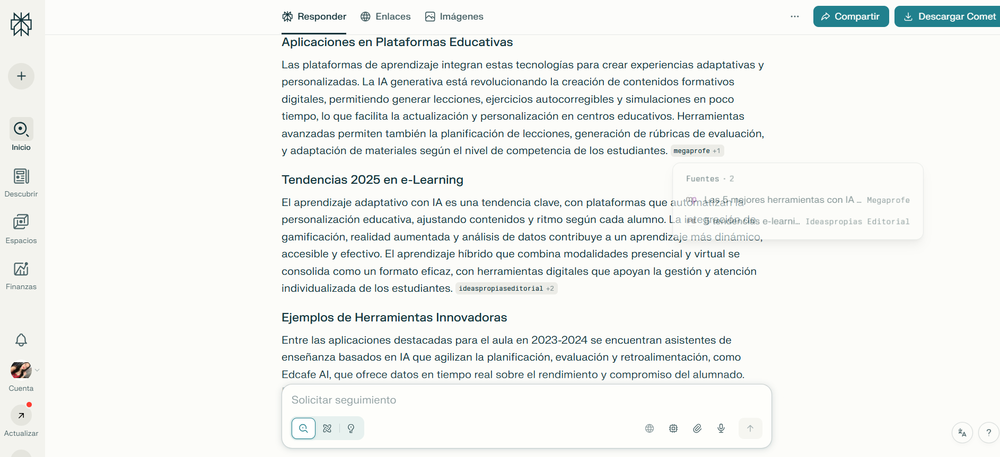 Responder
Enlaces
Imágenes
Compartir
Descargar Comet
Inicio
Descubrir
Espacios
Finanzas
Cuenta
Actualizar
Aplicaciones en Plataformas Educativas
Las plataformas de aprendizaje integran estas tecnologías para crear experiencias adaptativas y
personalizadas. La IA generativa está revolucionando la creación de contenidos formativos
digitales, permitiendo generar lecciones, ejercicios autocorregibles y simulaciones en poco
tiempo, lo que facilita la actualización y personalización en centros educativos. Herramientas
avanzadas permiten también la planificación de lecciones, generación de rúbricas de evaluación,
y adaptación de materiales según el nivel de competencia de los estudiantes. megaprofe +1
Fuentes · 2
Las 5 mejores herramientas con IA ... Megaprofe
5 tendencias e-learni... Ideaspropias Editorial
Tendencias 2025 en e-Learning
El aprendizaje adaptativo con IA es una tendencia clave, con plataformas que automatizan la
personalización educativa, ajustando contenidos y ritmo según cada alumno. La integración de
gamificación, realidad aumentada y análisis de datos contribuye a un aprendizaje más dinámico,
accesible y efectivo. El aprendizaje híbrido que combina modalidades presencial y virtual se
consolida como un formato eficaz, con herramientas digitales que apoyan la gestión y atención
individualizada de los estudiantes. ideaspropiaseditorial +2
Ejemplos de Herramientas Innovadoras
Entre las aplicaciones destacadas para el aula en 2023-2024 se encuentran asistentes de
enseñanza basados en IA que agilizan la planificación, evaluación y retroalimentación, como
Edcafe AI, que ofrece datos en tiempo real sobre el rendimiento y compromiso del alumnado.
Solicitar seguimiento
?